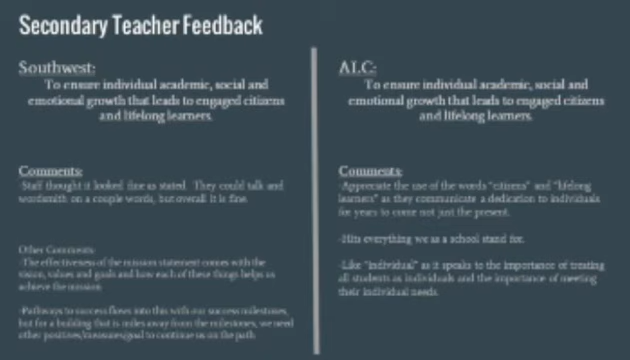 Secondary Teacher Feedback
Southwest:
To ensure individual academic, social and
emotional growth that leads to engaged citizens
and lifelong learners.
Comments:
-Staff thought it looked fine as stated. They could talk and
wordsmith on a couple words, but overall it is fine.
Other Comments:
-The effectiveness of the mission statement comes with the
vision, values and goals and how each of these things helps us
achieve the mission.
-Pathways to success flows into this with our success milestones,
but for a building that is miles away from the milestones, we need
other positives/measures/goal to continue us on the path
ALC:
To ensure individual academic, social and
emotional growth that leads to engaged citizens
and lifelong learners.
Comments:
-Appreciate the use of the words "citizens" and "lifelong
learners" as they communicate a dedication to individuals
for years to come not just the present.
-Hits everything we as a school stand for.
-Like "individual" as it speaks to the importance of treating
all students as individuals and the importance of meeting
their individual needs.